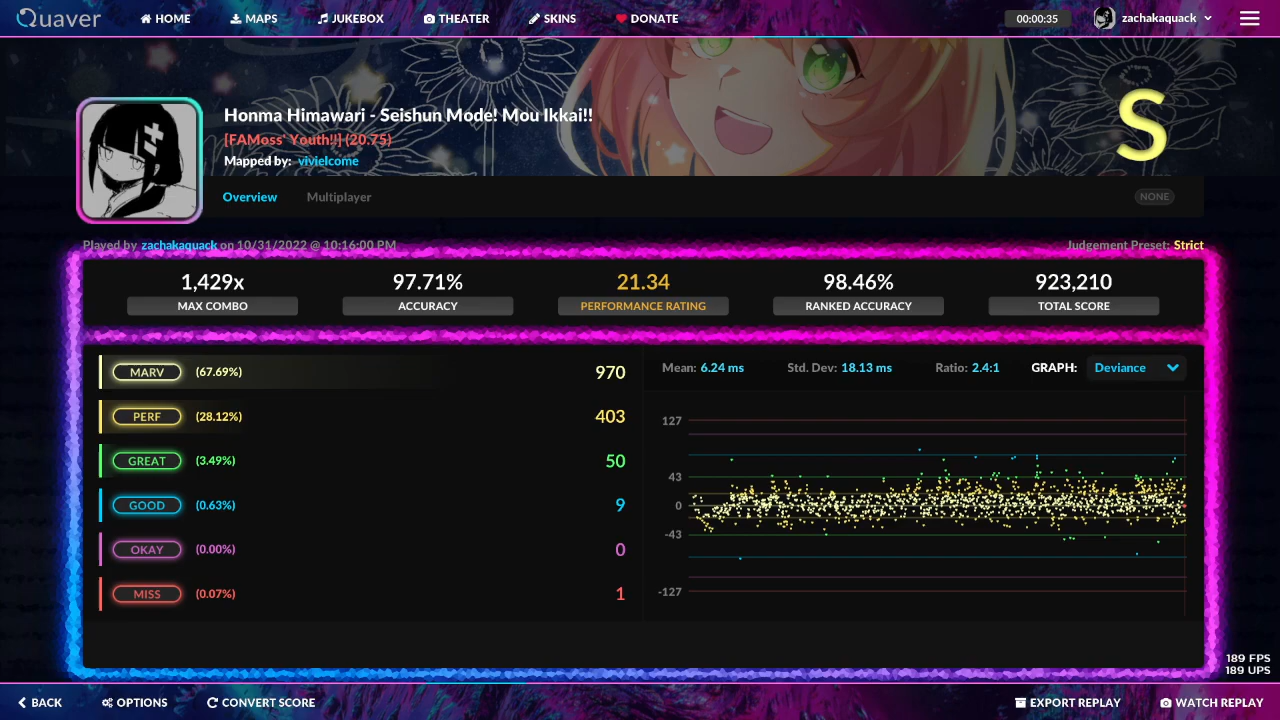 Quaver HOME MAPS JUKEBOX THEATER SKINS DONATE 00:00:35 zachakaquack
Honma Himawari - Seishun Mode! Mou Ikkai!!
[FAMoss' Youth!!] (20.75)
Mapped by: vivielcome
S
Overview Multiplayer NONE
Played by zachakaquack on 10/31/2022 @ 10:16:00 PM Judgement Preset: Strict
1,429x 97.71% 21.34 98.46% 923,210
MAX COMBO ACCURACY PERFORMANCE RATING RANKED ACCURACY TOTAL SCORE
MARV (67.69%) 970
PERF (28.12%) 403
GREAT (3.49%) 50
GOOD (0.63%) 9
OKAY (0.00%) 0
MISS (0.07%) 1
Mean: 6.24 ms Std. Dev: 18.13 ms Ratio: 2.4:1 GRAPH: Deviance
127
43
0
-43
-127
189 FPS
189 UPS
BACK OPTIONS CONVERT SCORE EXPORT REPLAY WATCH REPLAY